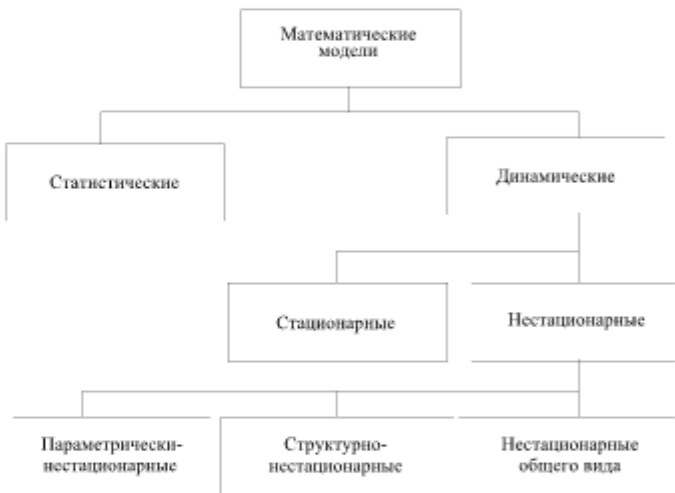 Математические
модели
Статистические
Динамические
Стационарные
Нестационарные
Параметрически-
нестационарные
Структурно-
нестационарные
Нестационарные
общего вида